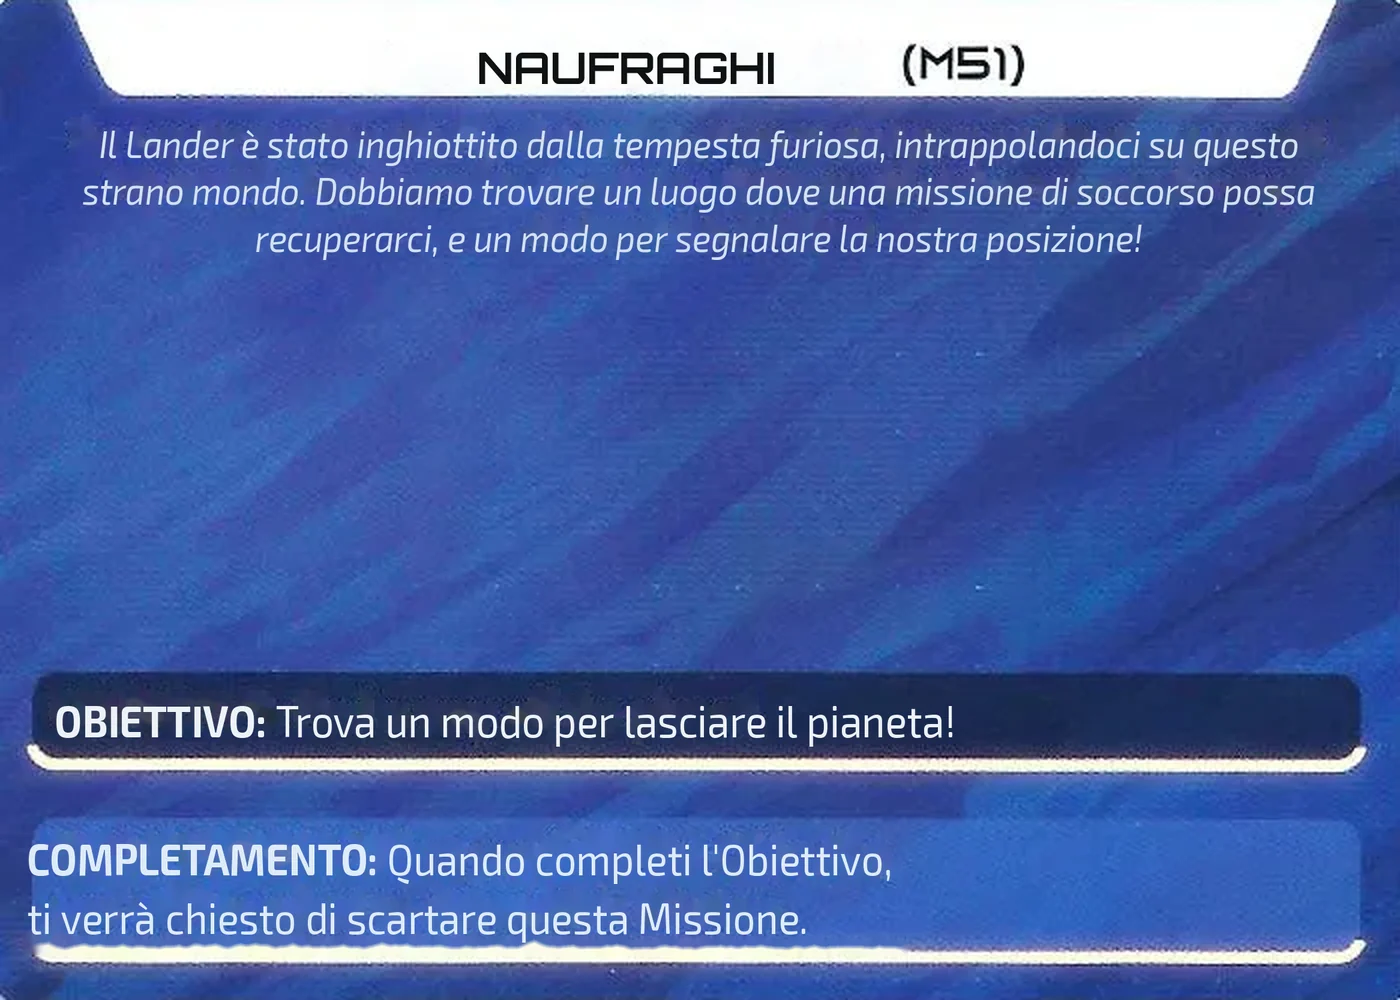 NAUFRAGHI (M51)
Il Lander è stato inghiottito dalla tempesta furiosa, intrappolandoci su questo
strano mondo. Dobbiamo trovare un luogo dove una missione di soccorso possa
recuperarci, e un modo per segnalare la nostra posizione!
OBIETTIVO: Trova un modo per lasciare il pianeta!
COMPLETAMENTO: Quando completi l'Obiettivo,
ti verrà chiesto di scartare questa Missione.